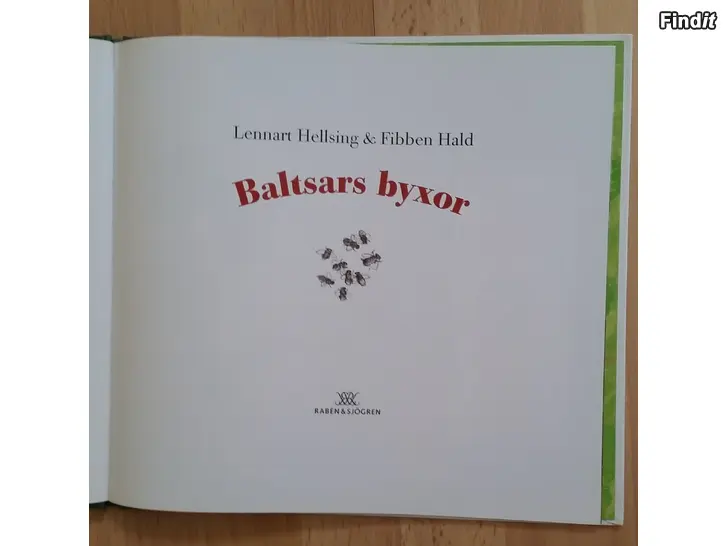 Findit
Lennart Hellsing & Fibben Hald
Baltsars byxor
RABÉN & SJÖGREN